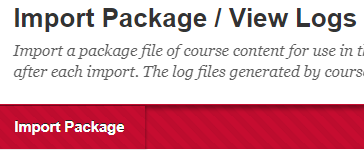 Import Package / View Logs
Import a package file of course content for use in
after each import. The log files generated by
Import Package